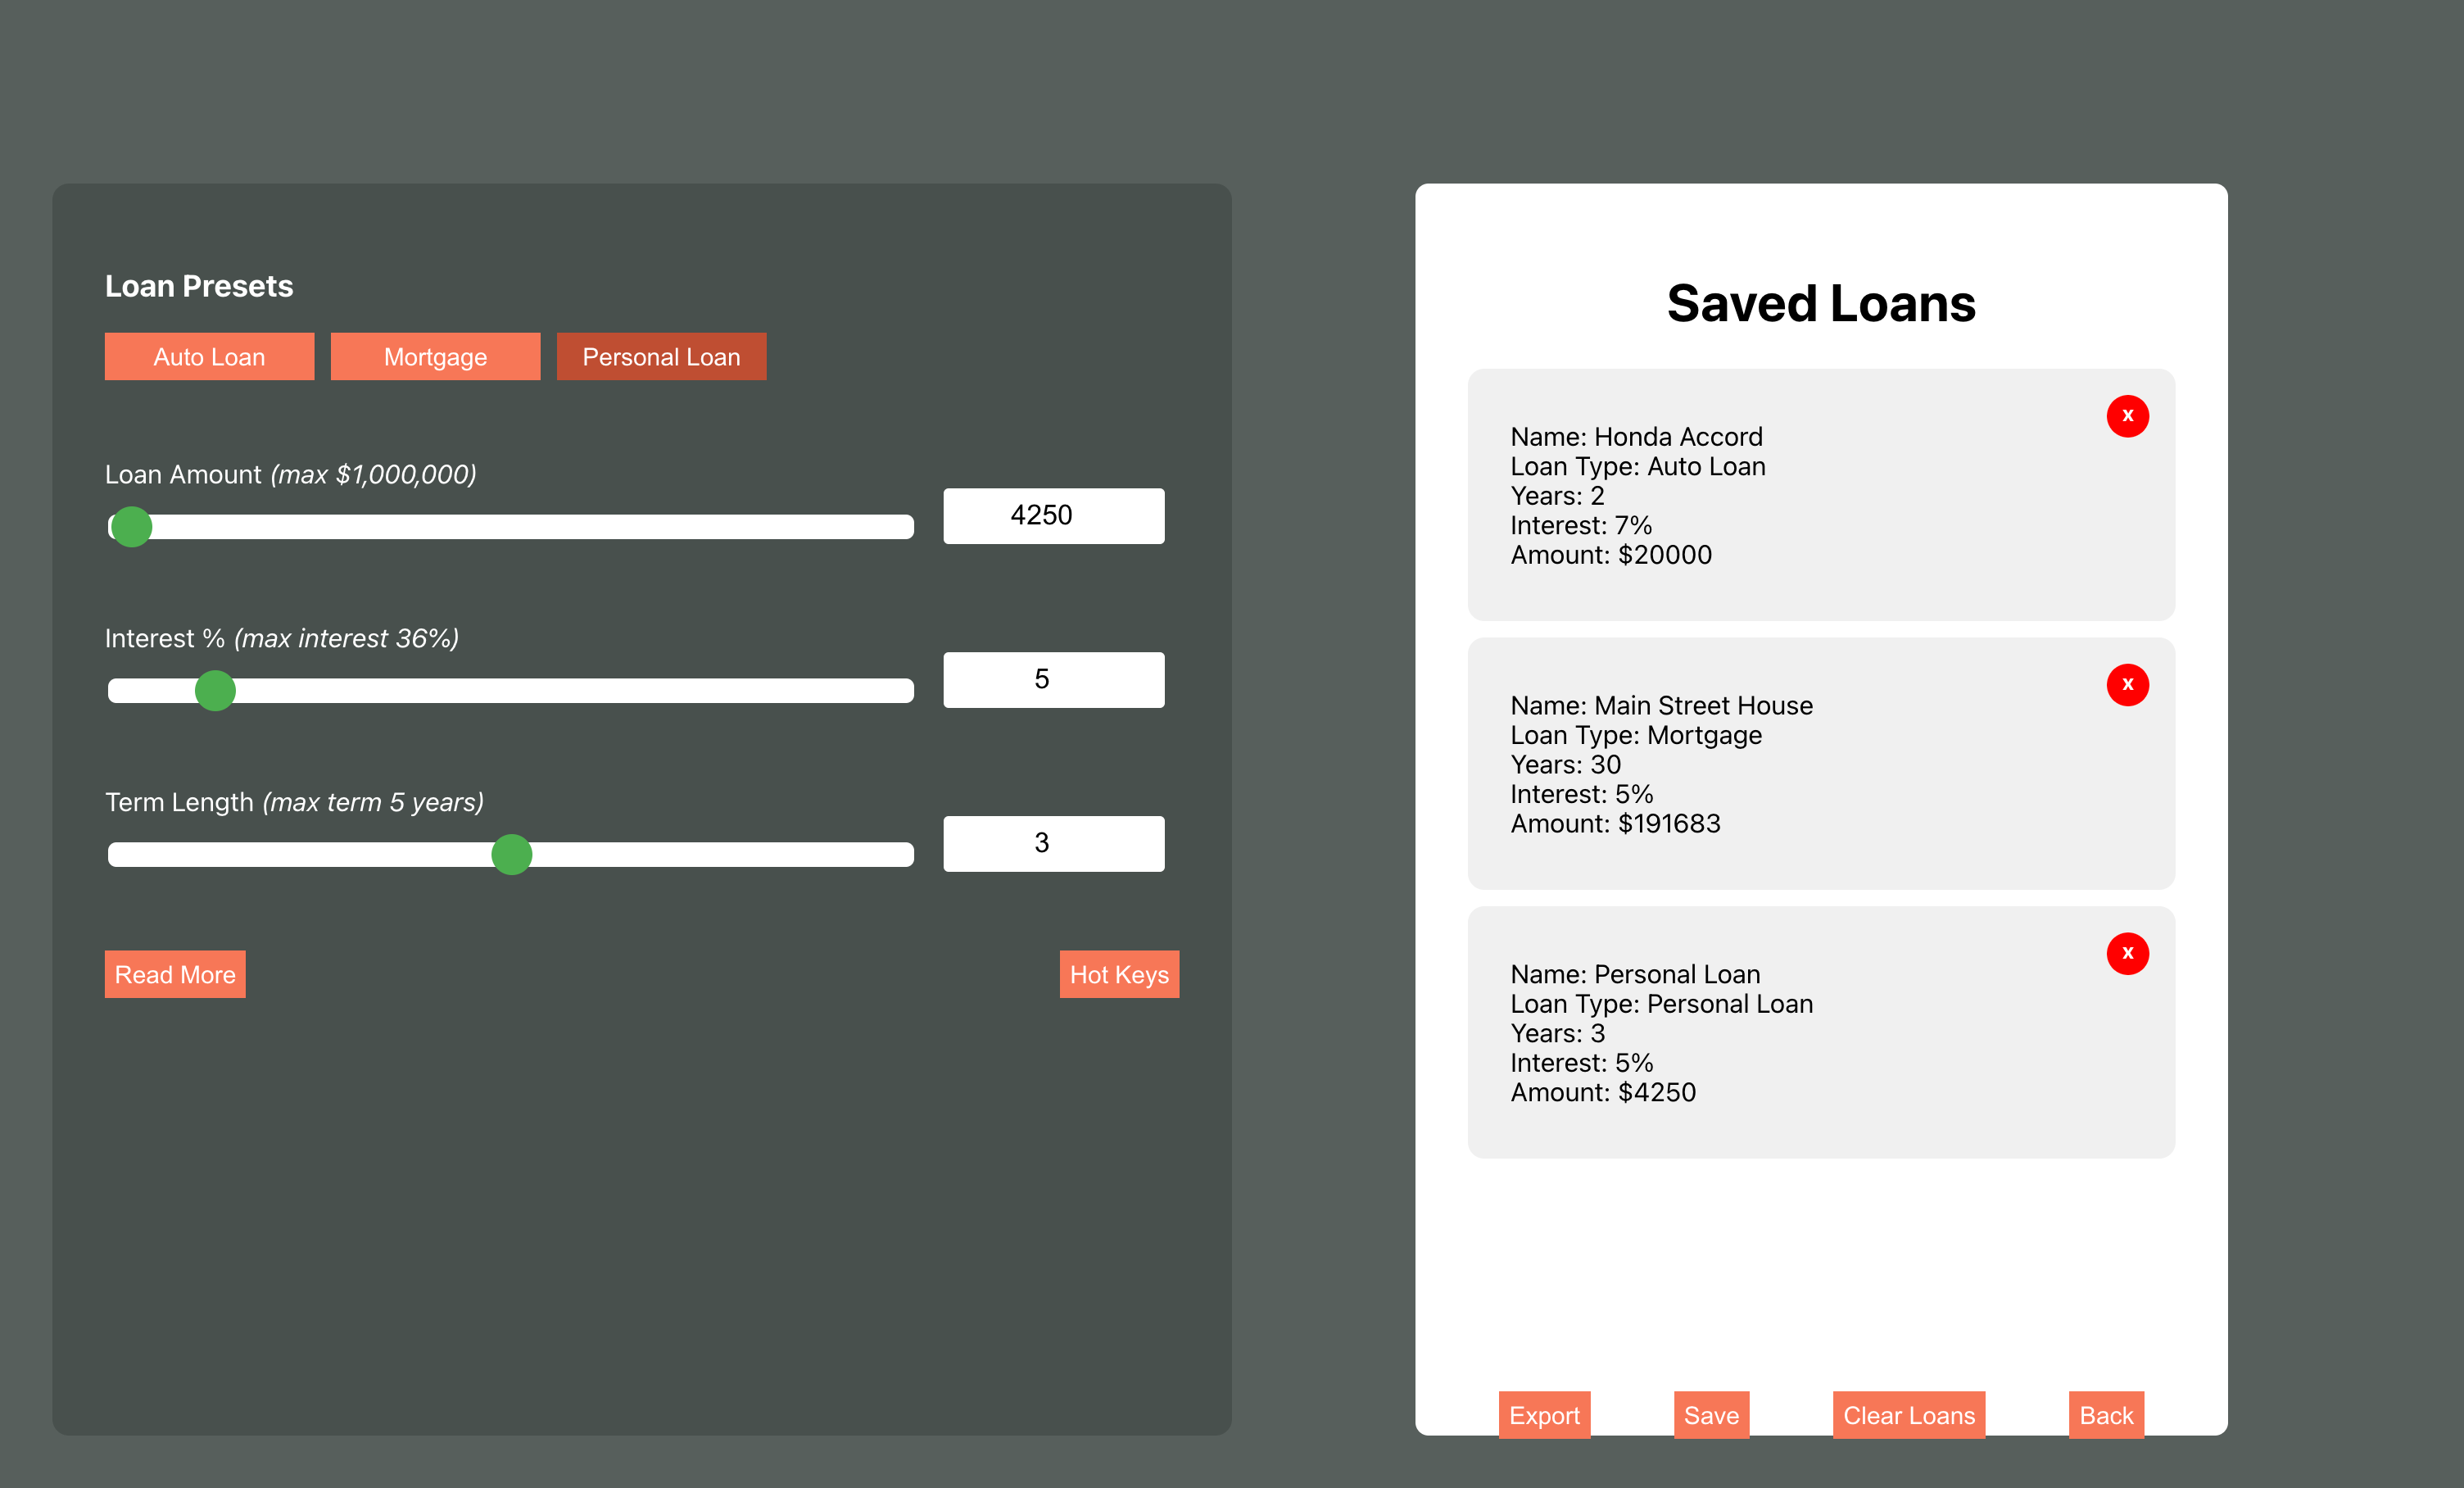 Loan Presets
Auto Loan
Mortgage
Personal Loan
Loan Amount (max $1,000,000)
4250
Interest % (max interest 36%)
5
Term Length (max term 5 years)
3
Read More
Hot Keys
Saved Loans
x
Name: Honda Accord
Loan Type: Auto Loan
Years: 2
Interest: 7%
Amount: $20000
x
Name: Main Street House
Loan Type: Mortgage
Years: 30
Interest: 5%
Amount: $191683
x
Name: Personal Loan
Loan Type: Personal Loan
Years: 3
Interest: 5%
Amount: $4250
Export
Save
Clear Loans
Back